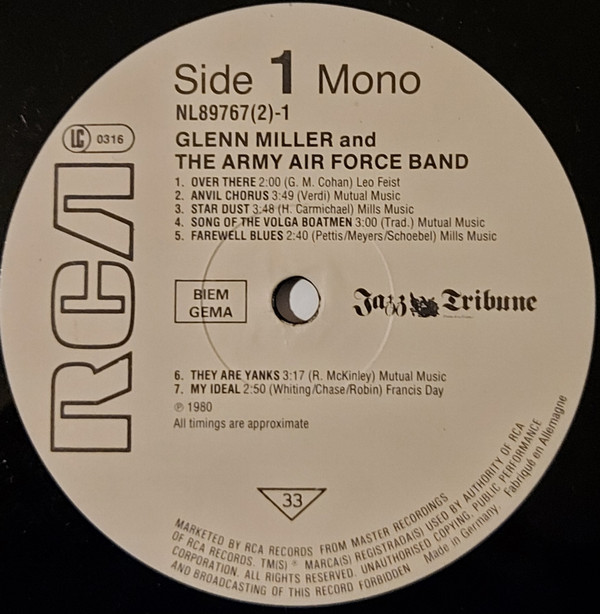 Side 1 Mono
NL89767(2)-1
LC 0316
GLENN MILLER and
THE ARMY AIR FORCE BAND
1. OVER THERE 2:00 (G. M. Cohan) Leo Feist
2. ANVIL CHORUS 3:49 (Verdi) Mutual Music
3. STAR DUST 3:48 (H. Carmichael) Mills Music
4. SONG OF THE VOLGA BOATMEN 3:00 (Trad.) Mutual Music
5. FAREWELL BLUES 2:40 (Pettis/Meyers/Schoebel) Mills Music
RCA
BIEM
GEMA
Jazz Tribune
6. THEY ARE YANKS 3:17 (R. McKinley) Mutual Music
7. MY IDEAL 2:50 (Whiting/Chase/Robin) Francis Day
℗ 1980
All timings are approximate
33
MARKETED BY RCA RECORDS FROM MASTER RECORDINGS
OF RCA RECORDS. TM(S) ® MARCA(S) REGISTRADA(S) USED BY AUTHORITY OF RCA
CORPORATION. ALL RIGHTS RESERVED. UNAUTHORISED COPYING, PUBLIC PERFORMANCE
AND BROADCASTING OF THIS RECORD FORBIDDEN Made in Germany, Fabriqué en Allemagne